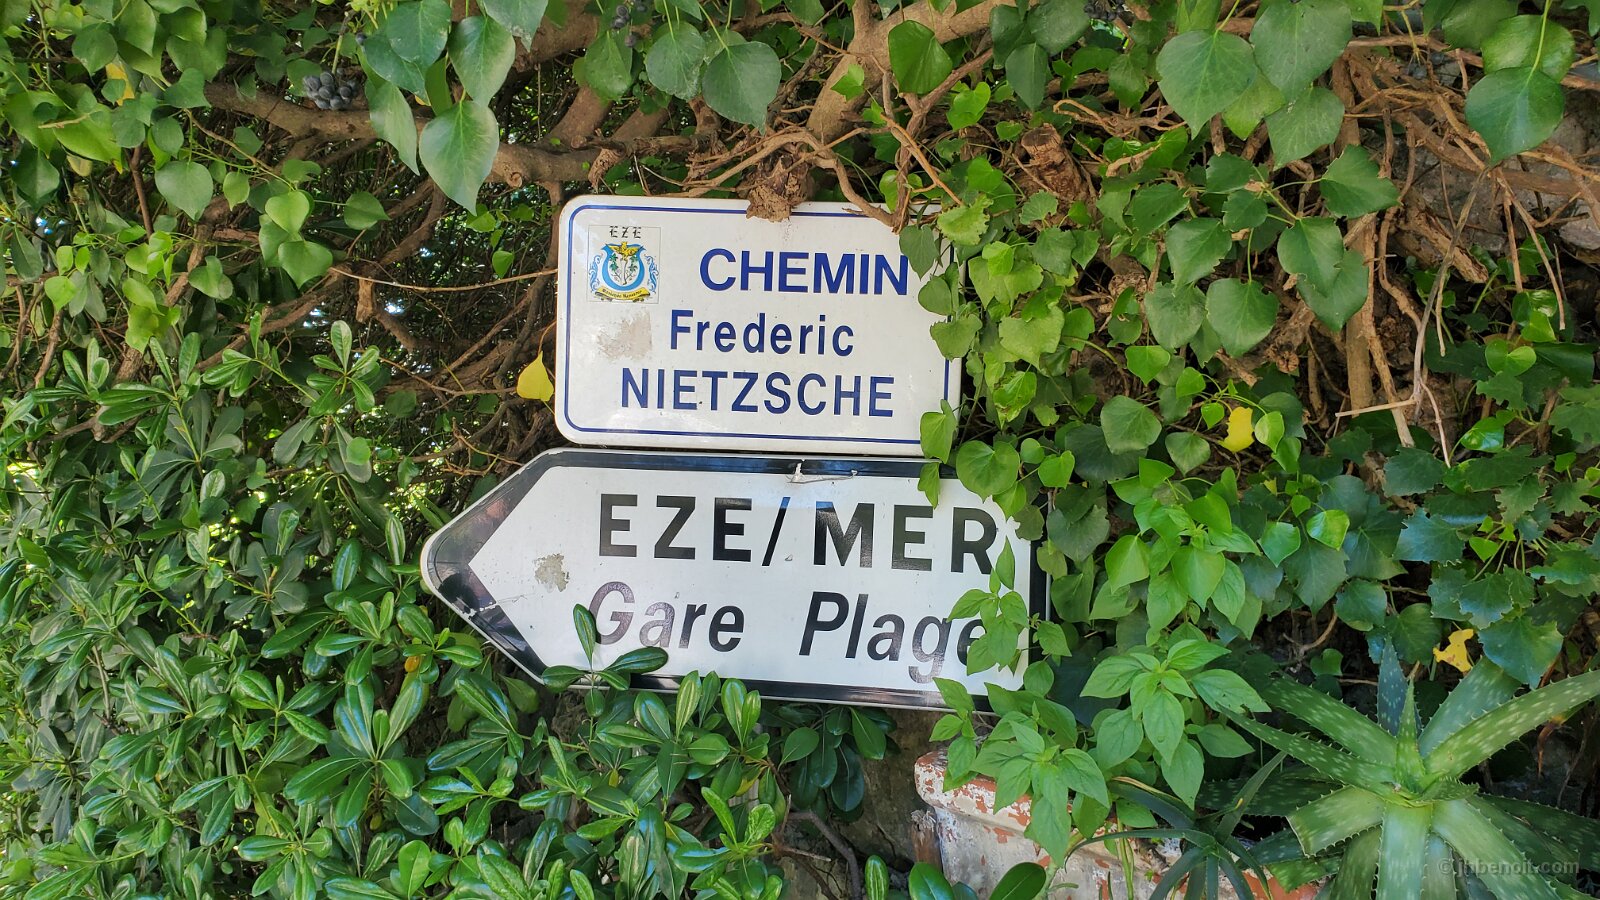 EZE
CHEMIN
Frederic
NIETZSCHE
EZE/MER
Gare Plage
©jhbenoit.com